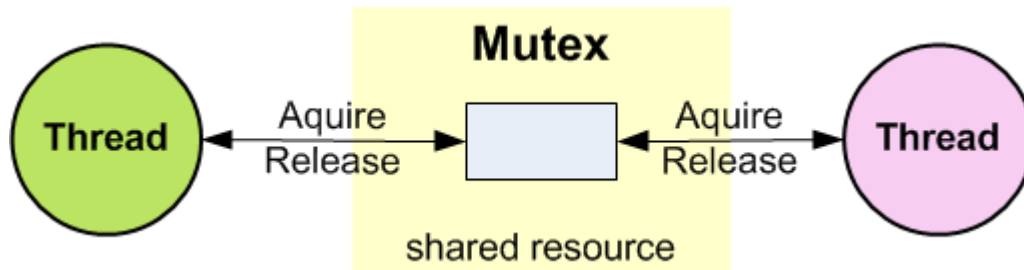 Mutex
Thread
Aquire
Release
Aquire
Release
Thread
shared resource